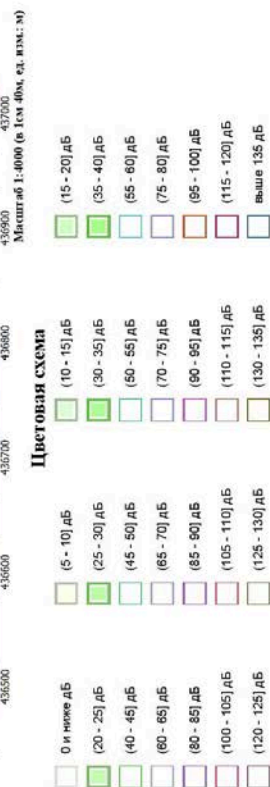 436500 436600 436700 436800 436900 437000
Масштаб 1:4000 (в 1см 40м, ед. изм.: м)
Цветовая схема
0 и ниже дБ (5 - 10] дБ (10 - 15] дБ (15 - 20] дБ
(20 - 25] дБ (25 - 30] дБ (30 - 35] дБ (35 - 40] дБ
(40 - 45] дБ (45 - 50] дБ (50 - 55] дБ (55 - 60] дБ
(60 - 65] дБ (65 - 70] дБ (70 - 75] дБ (75 - 80] дБ
(80 - 85] дБ (85 - 90] дБ (90 - 95] дБ (95 - 100] дБ
(100 - 105] дБ (105 - 110] дБ (110 - 115] дБ (115 - 120] дБ
(120 - 125] дБ (125 - 130] дБ (130 - 135] дБ выше 135 дБ